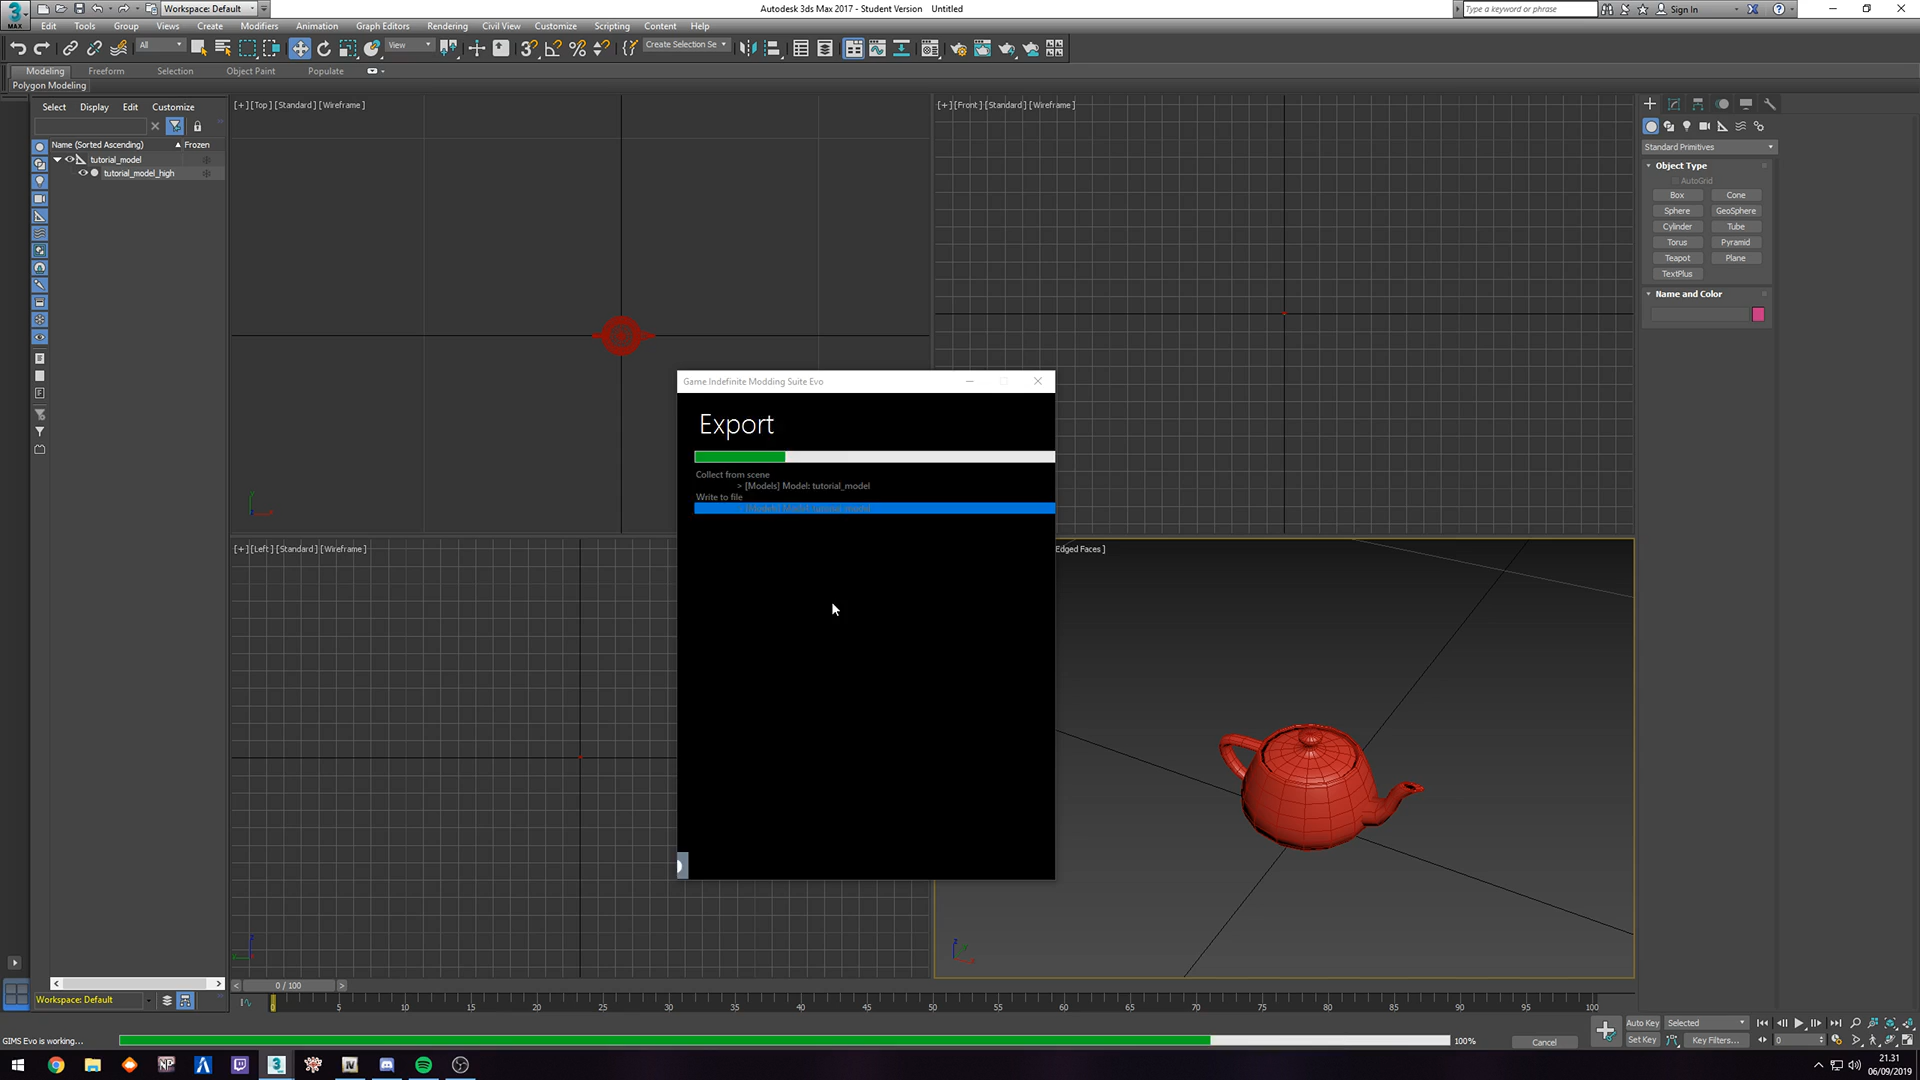 3
MAX
Workspace: Default
Autodesk 3ds Max 2017 - Student Version    Untitled
Type a keyword or phrase
Sign In
Edit Tools Group Views Create Modifiers Animation Graph Editors Rendering Civil View Customize Scripting Content Help
All
View
Create Selection Se
Modeling Freeform Selection Object Paint Populate
Polygon Modeling
Select Display Edit Customize
Name (Sorted Ascending) ▲ Frozen
tutorial_model
tutorial_model_high
[+] [Top] [Standard] [Wireframe]
[+] [Front] [Standard] [Wireframe]
[+] [Left] [Standard] [Wireframe]
Edged Faces ]
Standard Primitives
Object Type
AutoGrid
Box Cone
Sphere GeoSphere
Cylinder Tube
Torus Pyramid
Teapot Plane
TextPlus
Name and Color
Game Indefinite Modding Suite Evo
Export
Collect from scene
> [Models] Model: tutorial_model
Write to file
> [Models] Model: tutorial_model
Workspace: Default
0 / 100
0 5 10 15 20 25 30 35 40 45 50 55 60 65 70 75 80 85 90 95 100
GIMS Evo is working...
100%
Cancel
Auto Key Selected
Set Key Key Filters...
0
21.31
06/09/2019